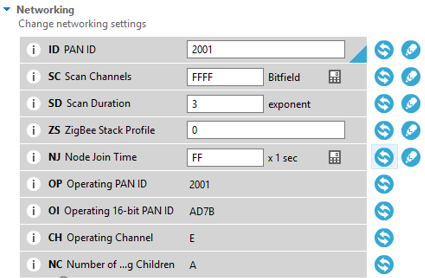 Networking
Change networking settings
i ID PAN ID 2001
i SC Scan Channels FFFF Bitfield
i SD Scan Duration 3 exponent
i ZS ZigBee Stack Profile 0
i NJ Node Join Time FF x 1 sec
i OP Operating PAN ID 2001
i OI Operating 16-bit PAN ID AD7B
i CH Operating Channel E
i NC Number of ...g Children A